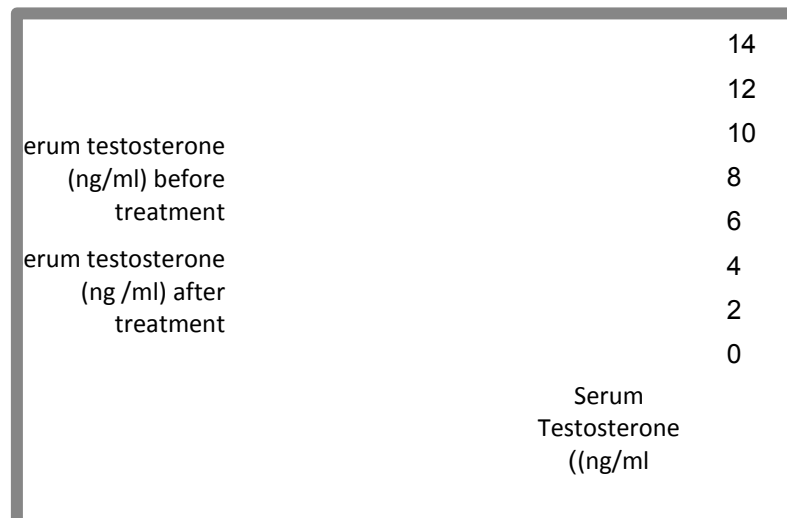 14
12
10
8
6
4
2
0
erum testosterone
(ng/ml) before
treatment
erum testosterone
(ng /ml) after
treatment
Serum
Testosterone
((ng/ml